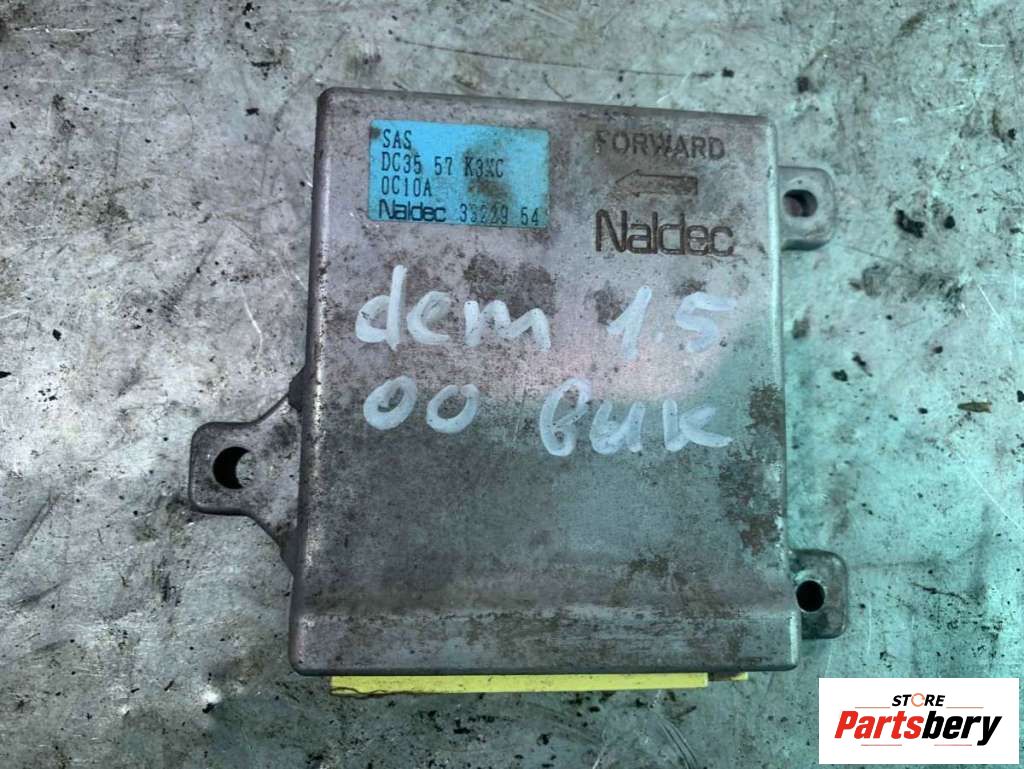 SAS
DC35 57 K3XC
0C10A
Naldec 33229 54
FORWARD
Naldec
dem 1.5
00 вик
STORE
Partsbery